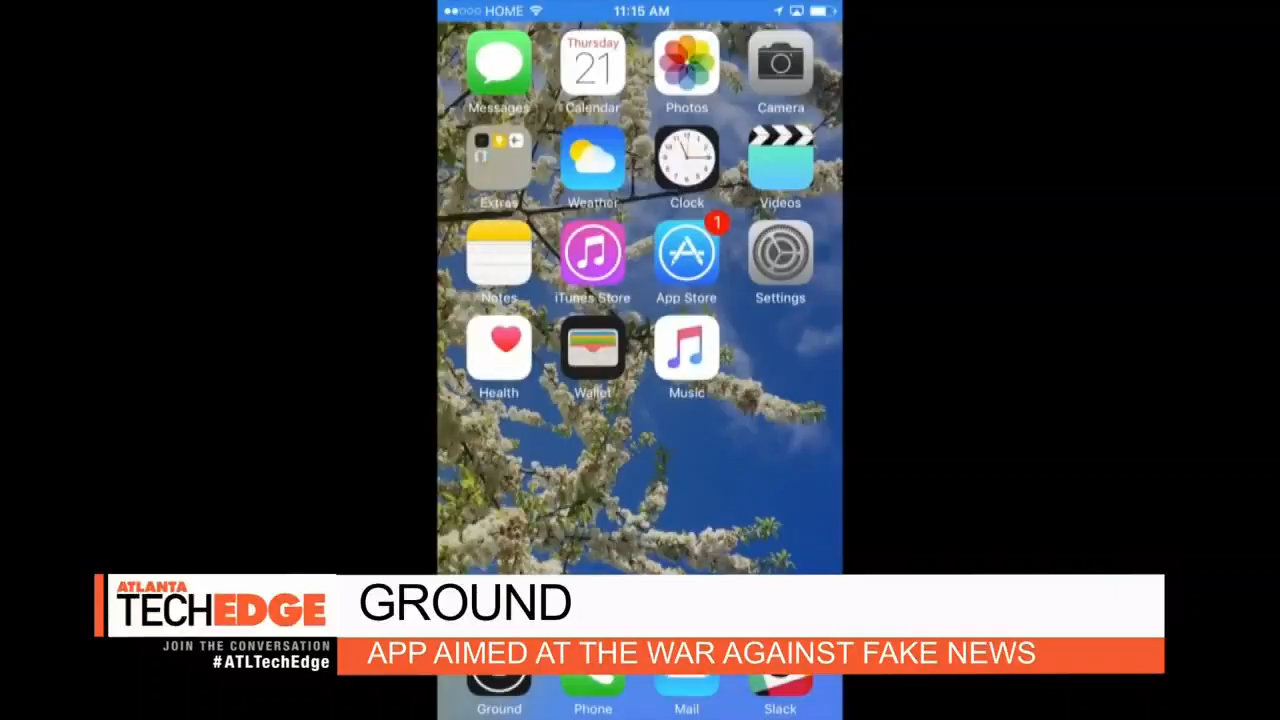 HOME 11:15 AM
Thursday
21
Messages Calendar Photos Camera
Extras Weather Clock Videos
1
Notes iTunes Store App Store Settings
Health Wallet Music
ATLANTA
TECHEDGE
JOIN THE CONVERSATION
#ATLTechEdge
GROUND
APP AIMED AT THE WAR AGAINST FAKE NEWS
Ground Phone Mail Slack